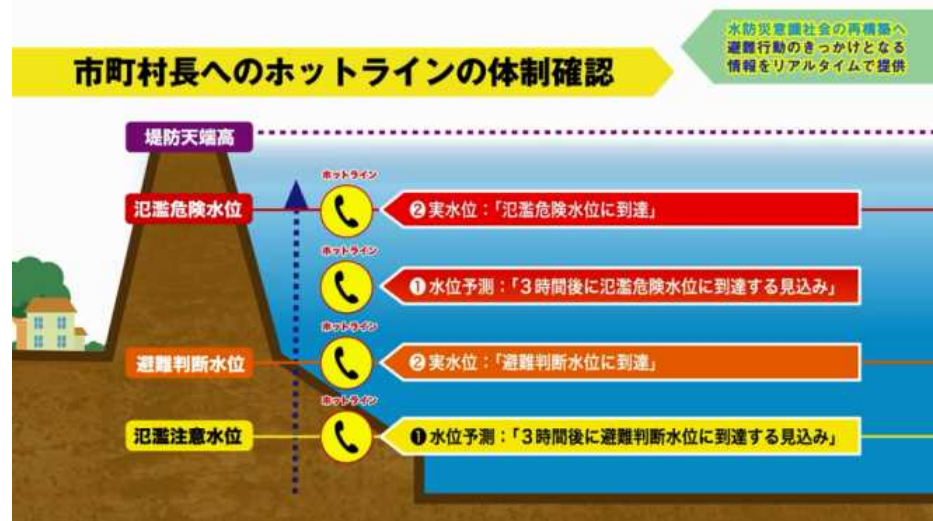 水防災意識社会の再構築へ
避難行動のきっかけとなる
情報をリアルタイムで提供
市町村長へのホットラインの体制確認
堤防天端高
ホットライン
氾濫危険水位
❷実水位：「氾濫危険水位に到達」
ホットライン
❶水位予測：「３時間後に氾濫危険水位に到達する見込み」
ホットライン
避難判断水位
❷実水位：「避難判断水位に到達」
ホットライン
氾濫注意水位
❶水位予測：「３時間後に避難判断水位に到達する見込み」